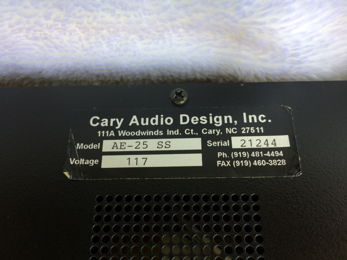 Cary Audio Design, Inc.
111A Woodwinds Ind. Ct., Cary. NC 27511
Model AE-25 SS Serial 21244
Voltage 117 Ph. (919) 481-4494
FAX (919) 460-3828